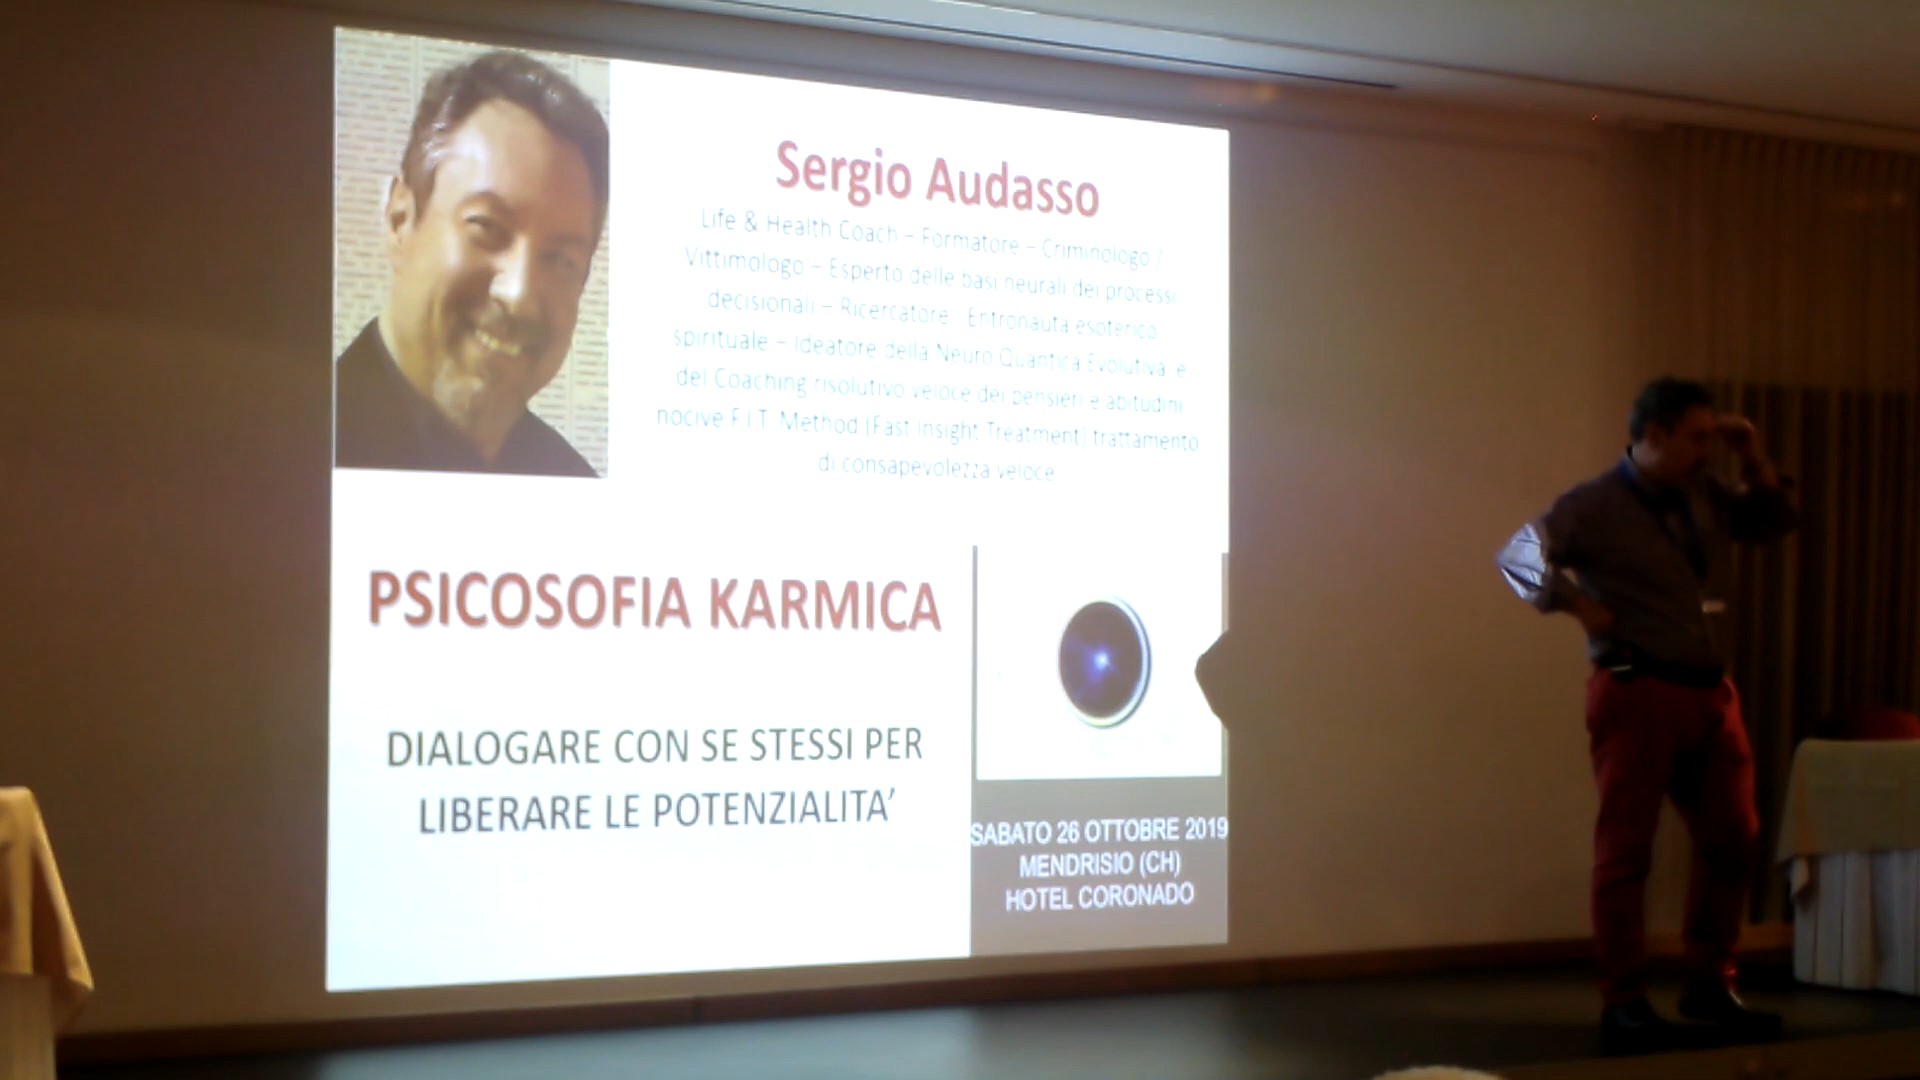 Sergio Audasso
Life & Health Coach – Formatore – Criminologo /
Vittimologo – Esperto delle basi neurali dei processi
decisionali – Ricercatore Entronauta esoterico
spirituale – Ideatore della Neuro Quantica Evolutiva e
del Coaching risolutivo veloce dei pensieri e abitudini
nocive F.I.T. Method (Fast Insight Treatment) trattamento
di consapevolezza veloce
PSICOSOFIA KARMICA
DIALOGARE CON SE STESSI PER
LIBERARE LE POTENZIALITA’
SABATO 26 OTTOBRE 2019
MENDRISIO (CH)
HOTEL CORONADO